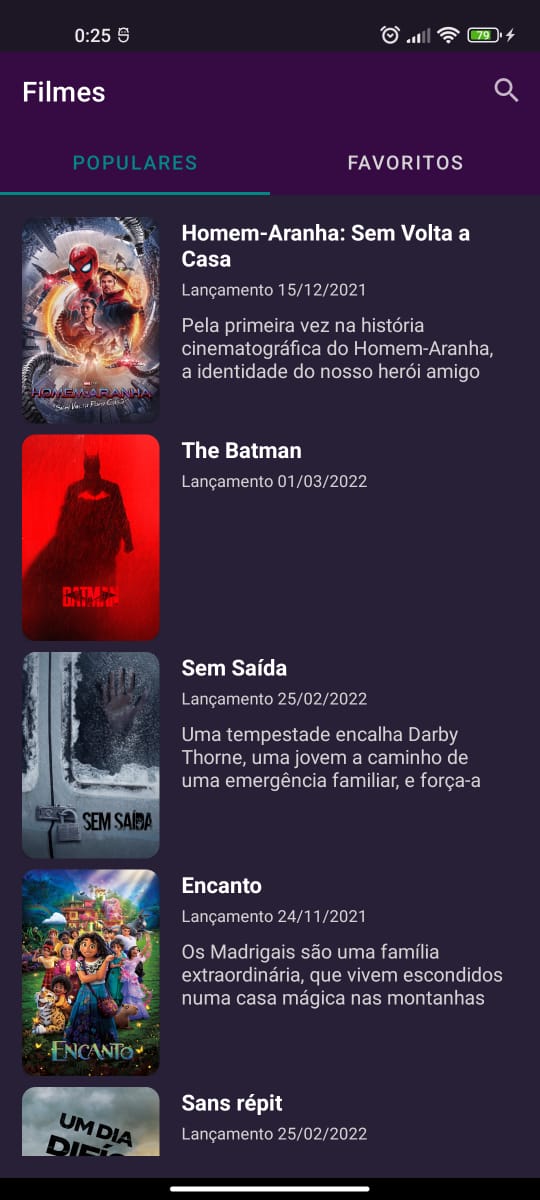 0:25
79
Filmes
POPULARES
FAVORITOS
Homem-Aranha: Sem Volta a
Casa
Lançamento 15/12/2021
Pela primeira vez na história
cinematográfica do Homem-Aranha,
a identidade do nosso herói amigo
HOMEM-ARANHA
Sem Volta Para Casa
The Batman
Lançamento 01/03/2022
BATMAN
Sem Saída
Lançamento 25/02/2022
Uma tempestade encalha Darby
Thorne, uma jovem a caminho de
uma emergência familiar, e força-a
SEM SAÍDA
Encanto
Lançamento 24/11/2021
Os Madrigais são uma família
extraordinária, que vivem escondidos
numa casa mágica nas montanhas
ENCANTO
Sans répit
Lançamento 25/02/2022
UM DIA